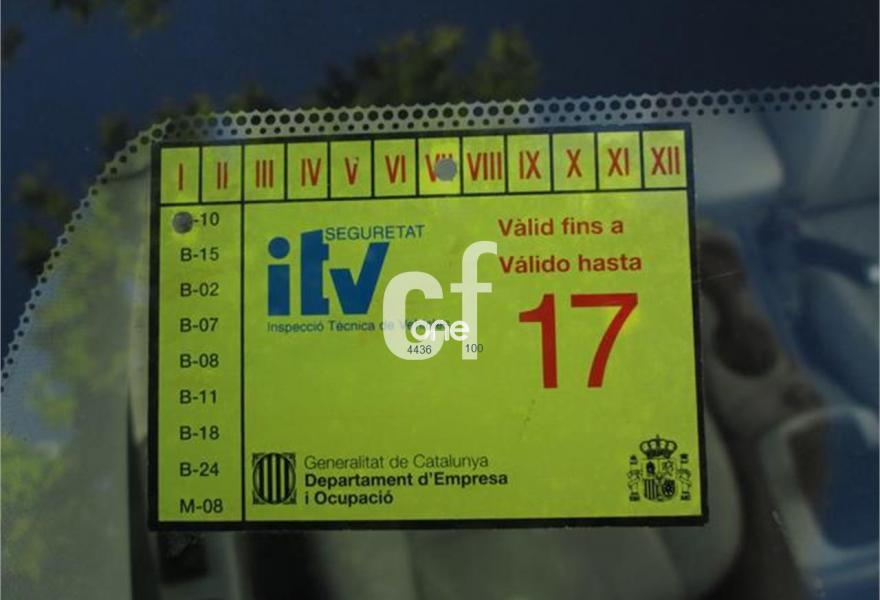 I II III IV V VI VII VIII IX X XI XII
-10
B-15
B-02
B-07
B-08
B-11
B-18
B-24
M-08
SEGURETAT
itv
Inspecció Tècnica de
Vàlid fins a
Válido hasta
17
cf
one
4436 100
Generalitat de Catalunya
Departament d'Empresa
i Ocupació